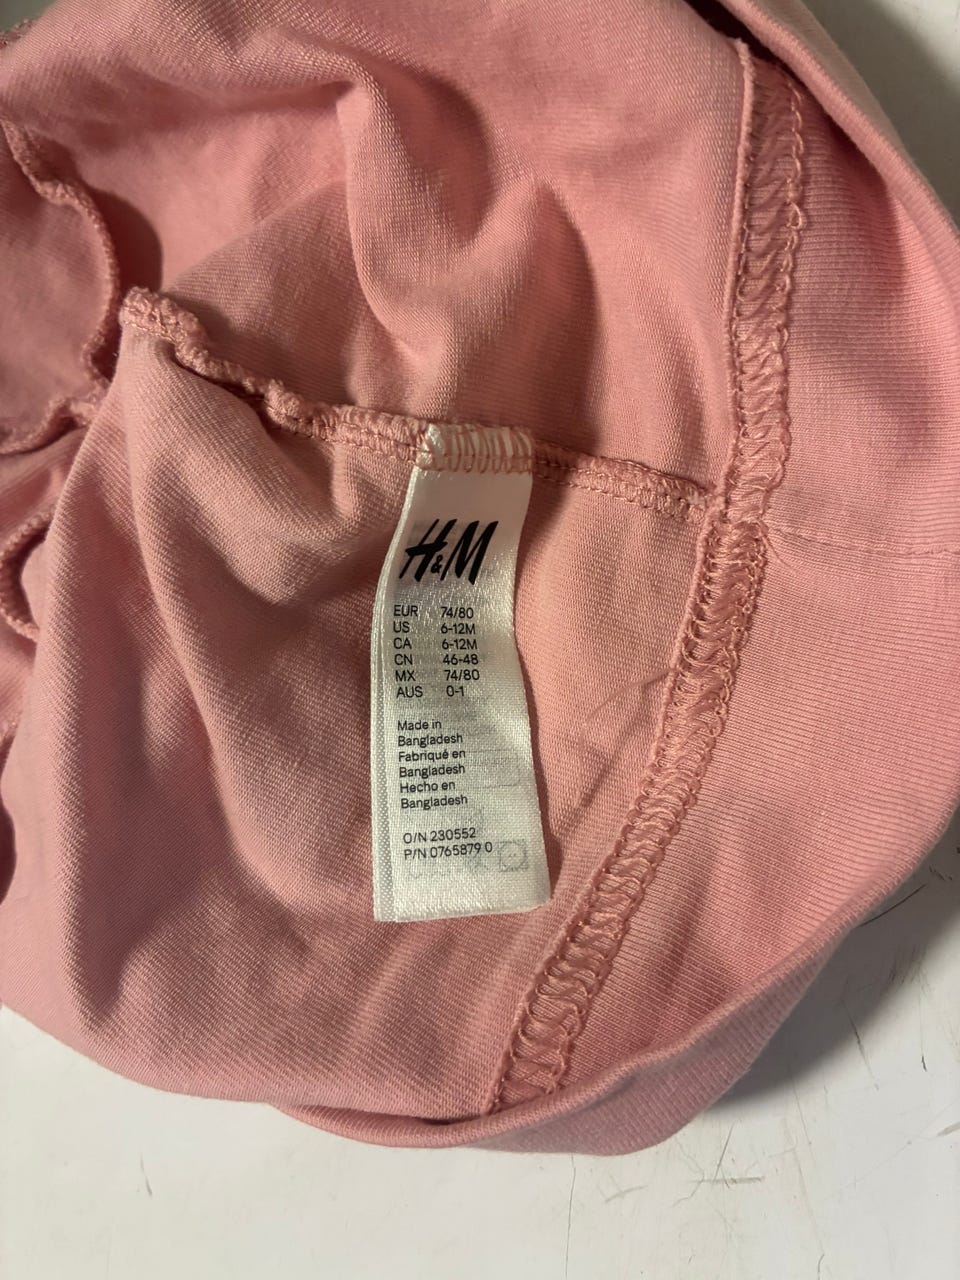 H&M
EUR 74/80
US 6-12M
CA 6-12M
CN 46-48
MX 74/80
AUS 0-1
Made in
Bangladesh
Fabriqué en
Bangladesh
Hecho en
Bangladesh
O/N 230552
P/N 0765879 0